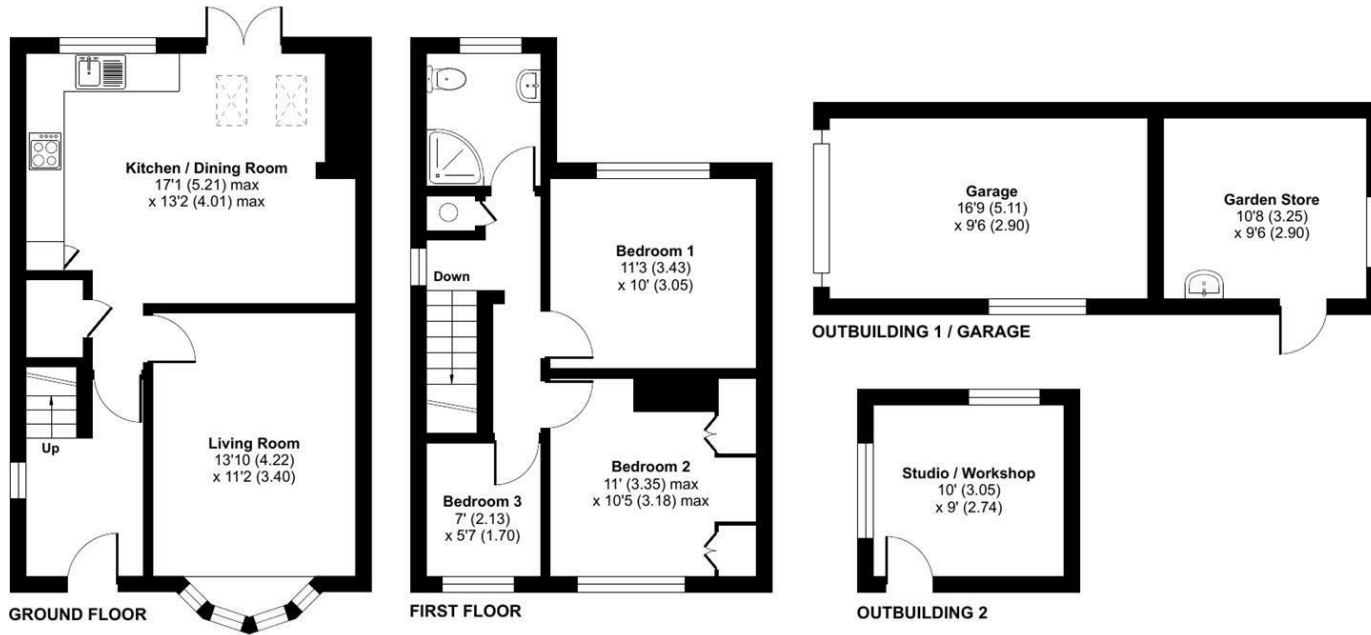 Kitchen / Dining Room
17'1 (5.21) max
x 13'2 (4.01) max
Up
Living Room
13'10 (4.22)
x 11'2 (3.40)
GROUND FLOOR
Down
Bedroom 1
11'3 (3.43)
x 10' (3.05)
Bedroom 2
11' (3.35) max
x 10'5 (3.18) max
Bedroom 3
7' (2.13)
x 5'7 (1.70)
FIRST FLOOR
Garage
16'9 (5.11)
x 9'6 (2.90)
Garden Store
10'8 (3.25)
x 9'6 (2.90)
OUTBUILDING 1 / GARAGE
Studio / Workshop
10' (3.05)
x 9' (2.74)
OUTBUILDING 2